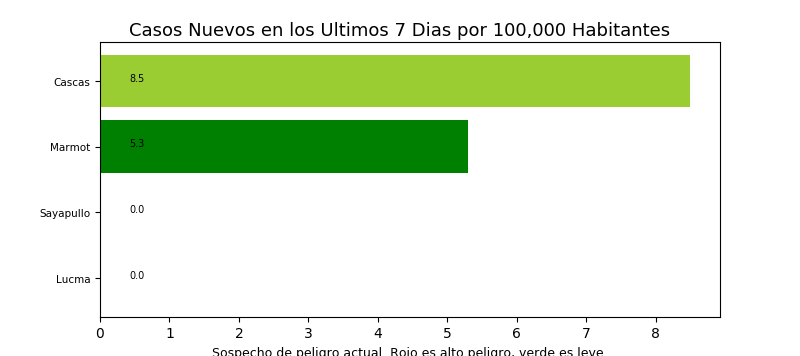 Casos Nuevos en los Ultimos 7 Dias por 100,000 Habitantes
Cascas 8.5
Marmot 5.3
Sayapullo 0.0
Lucma 0.0
0 1 2 3 4 5 6 7 8
Sospecho de peligro actual. Rojo es alto peligro, verde es leve